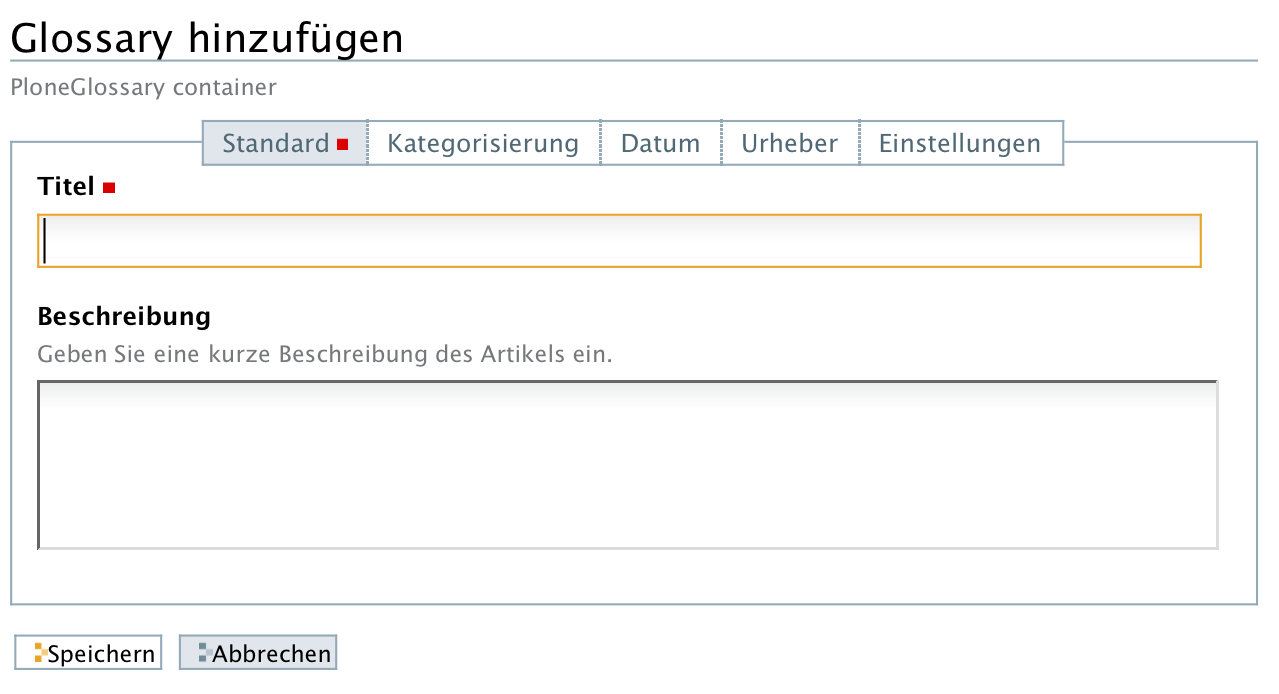 Glossary hinzufügen
PloneGlossary container
Standard Kategorisierung Datum Urheber Einstellungen
Titel
Beschreibung
Geben Sie eine kurze Beschreibung des Artikels ein.
Speichern Abbrechen